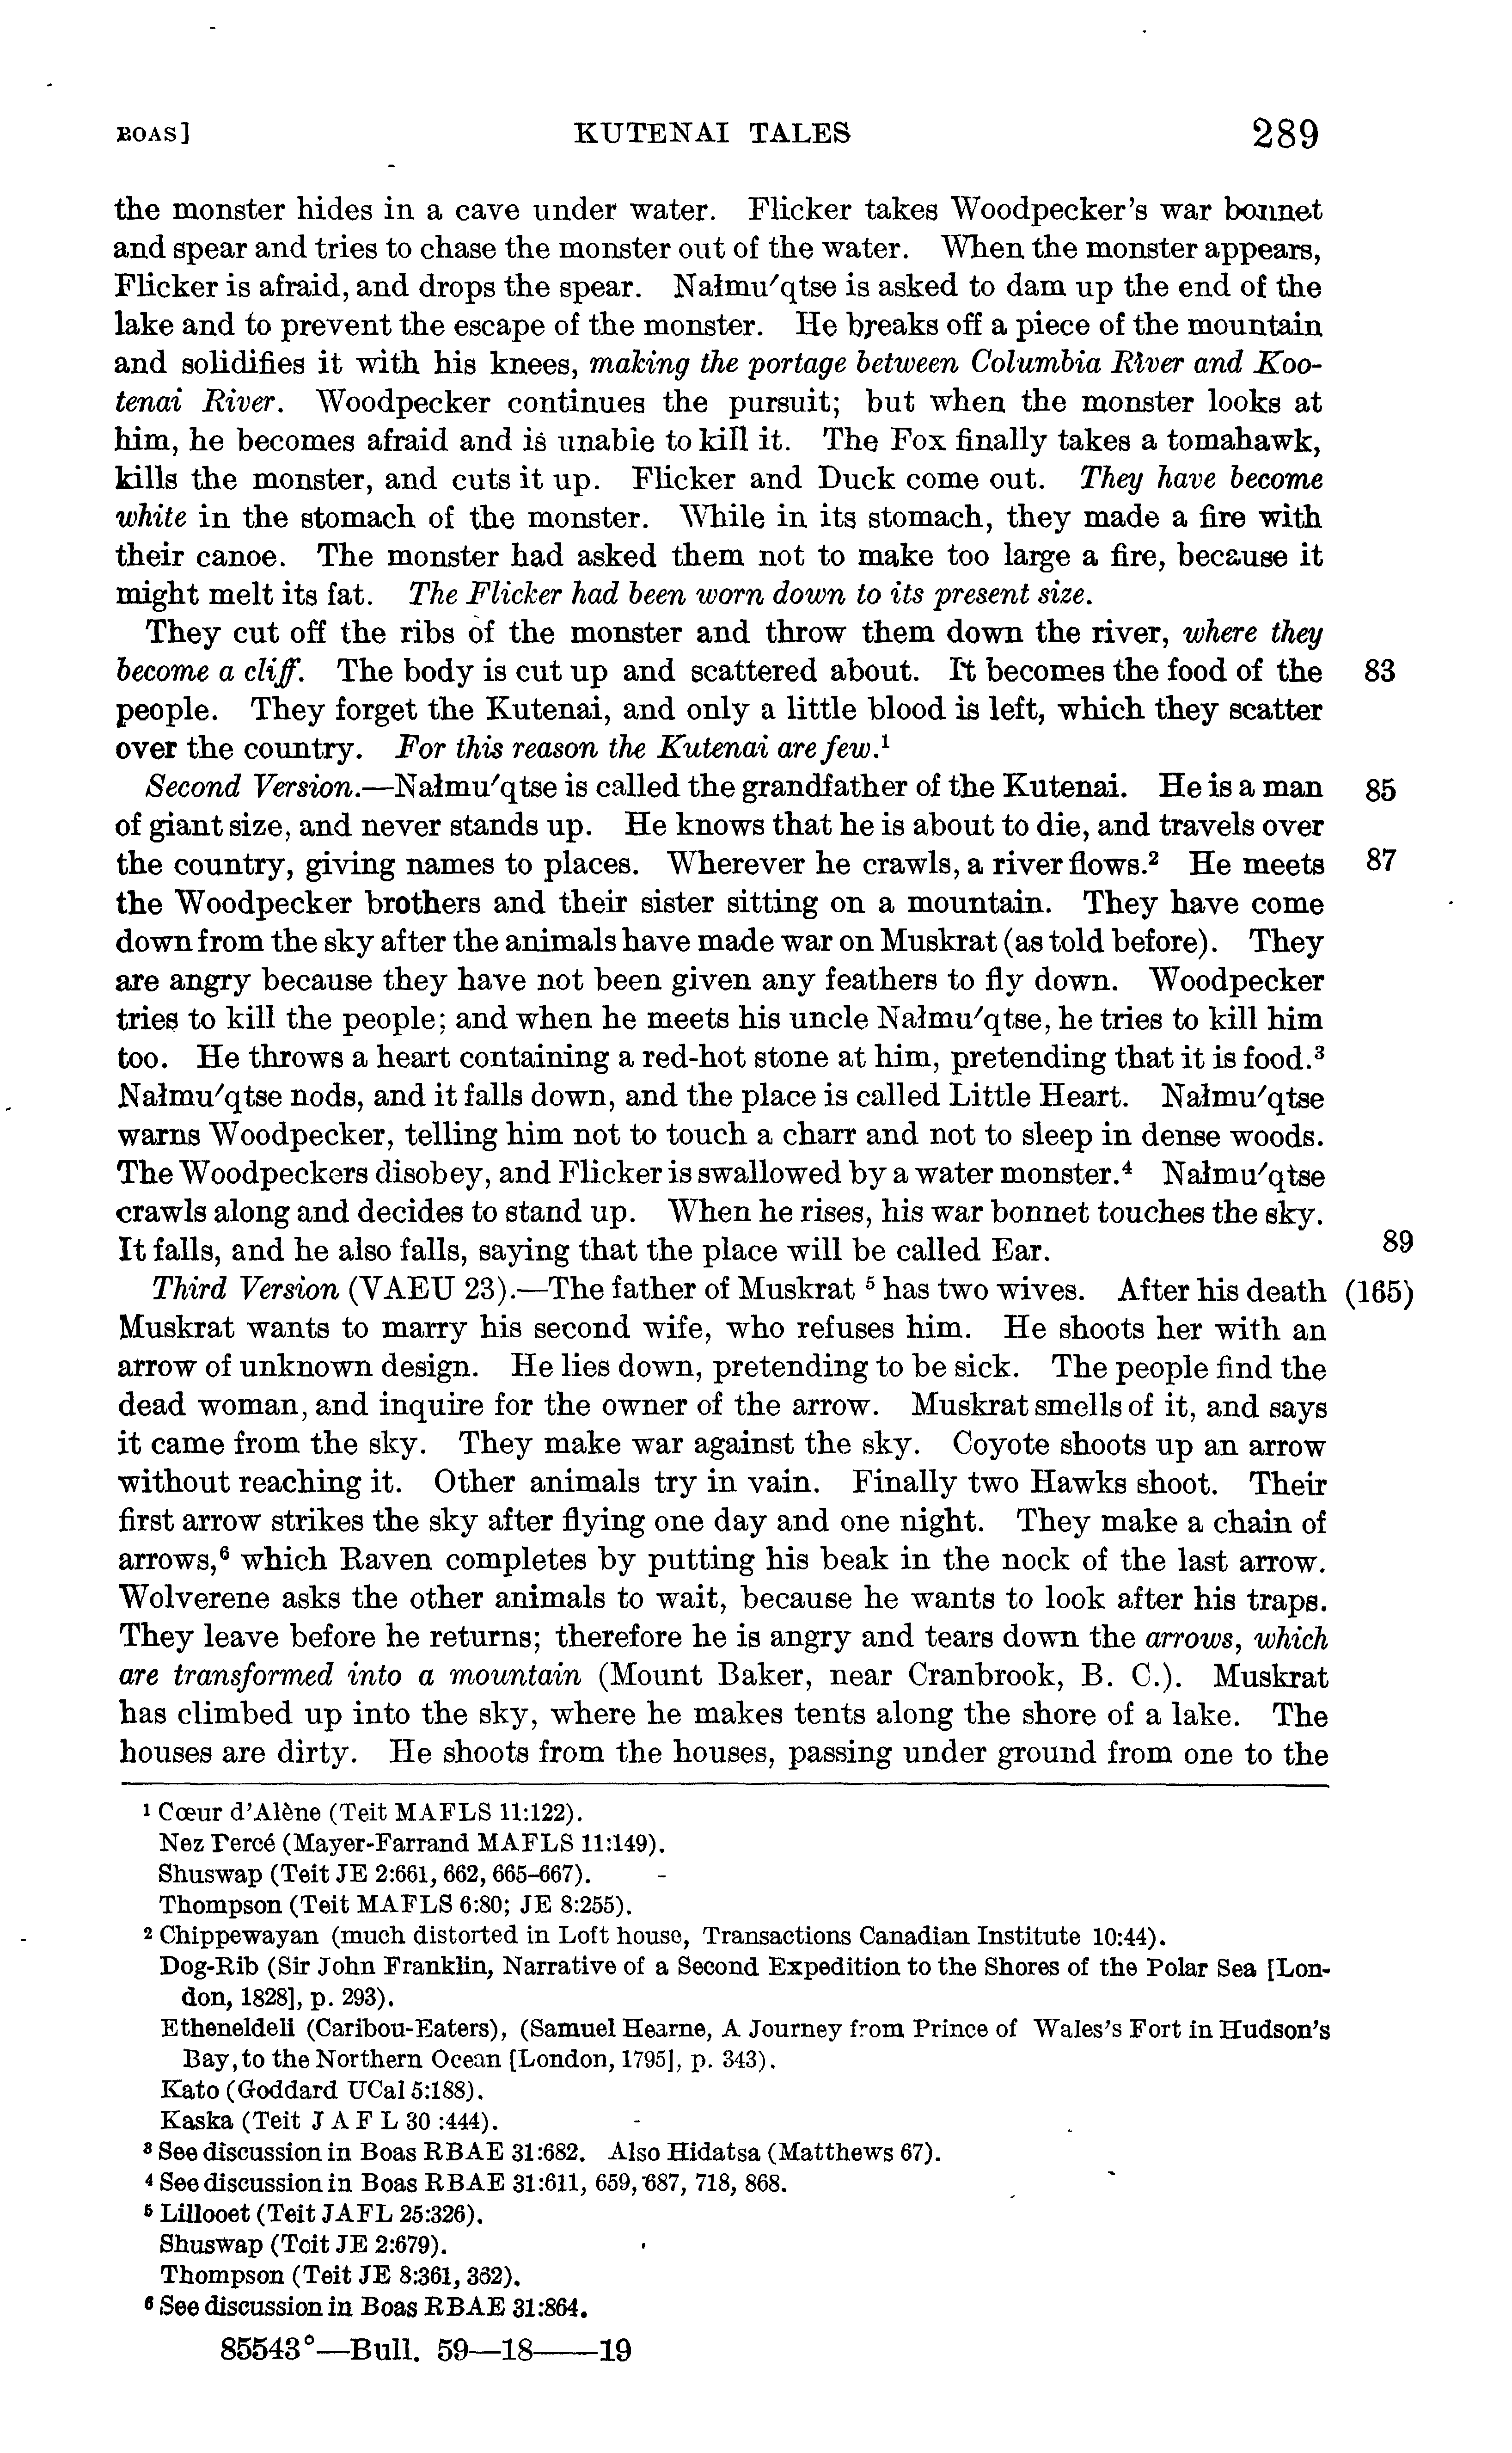 BOAS] KUTENAI TALES 289
the monster hides in a cave under water. Flicker takes Woodpecker's war bonnet
and spear and tries to chase the monster out of the water. When the monster appears,
Flicker is afraid, and drops the spear. Nałmu′qtse is asked to dam up the end of the
lake and to prevent the escape of the monster. He breaks off a piece of the mountain
and solidifies it with his knees, making the portage between Columbia River and Koo-
tenai River. Woodpecker continues the pursuit; but when the monster looks at
him, he becomes afraid and is unable to kill it. The Fox finally takes a tomahawk,
kills the monster, and cuts it up. Flicker and Duck come out. They have become
white in the stomach of the monster. While in its stomach, they made a fire with
their canoe. The monster had asked them not to make too large a fire, because it
might melt its fat. The Flicker had been worn down to its present size.
They cut off the ribs of the monster and throw them down the river, where they
become a cliff. The body is cut up and scattered about. It becomes the food of the 83
people. They forget the Kutenai, and only a little blood is left, which they scatter
over the country. For this reason the Kutenai are few.¹
Second Version.—Nałmu′qtse is called the grandfather of the Kutenai. He is a man 85
of giant size, and never stands up. He knows that he is about to die, and travels over
the country, giving names to places. Wherever he crawls, a river flows.² He meets 87
the Woodpecker brothers and their sister sitting on a mountain. They have come
down from the sky after the animals have made war on Muskrat (as told before). They
are angry because they have not been given any feathers to fly down. Woodpecker
tries to kill the people; and when he meets his uncle Nałmu′qtse, he tries to kill him
too. He throws a heart containing a red-hot stone at him, pretending that it is food.³
Nałmu′qtse nods, and it falls down, and the place is called Little Heart. Nałmu′qtse
warns Woodpecker, telling him not to touch a charr and not to sleep in dense woods.
The Woodpeckers disobey, and Flicker is swallowed by a water monster.⁴ Nałmu′qtse
crawls along and decides to stand up. When he rises, his war bonnet touches the sky.
It falls, and he also falls, saying that the place will be called Ear. 89
Third Version (VAEU 23).—The father of Muskrat ⁵ has two wives. After his death (165)
Muskrat wants to marry his second wife, who refuses him. He shoots her with an
arrow of unknown design. He lies down, pretending to be sick. The people find the
dead woman, and inquire for the owner of the arrow. Muskrat smells of it, and says
it came from the sky. They make war against the sky. Coyote shoots up an arrow
without reaching it. Other animals try in vain. Finally two Hawks shoot. Their
first arrow strikes the sky after flying one day and one night. They make a chain of
arrows,⁶ which Raven completes by putting his beak in the nock of the last arrow.
Wolverene asks the other animals to wait, because he wants to look after his traps.
They leave before he returns; therefore he is angry and tears down the arrows, which
are transformed into a mountain (Mount Baker, near Cranbrook, B. C.). Muskrat
has climbed up into the sky, where he makes tents along the shore of a lake. The
houses are dirty. He shoots from the houses, passing under ground from one to the
¹ Cœur d'Alène (Teit MAFLS 11:122).
Nez Percé (Mayer-Farrand MAFLS 11:149).
Shuswap (Teit JE 2:661, 662, 665–667).
Thompson (Teit MAFLS 6:80; JE 8:255).
² Chippewayan (much distorted in Loft house, Transactions Canadian Institute 10:44).
Dog-Rib (Sir John Franklin, Narrative of a Second Expedition to the Shores of the Polar Sea [Lon-
don, 1828], p. 293).
Etheneldeli (Caribou-Eaters), (Samuel Hearne, A Journey from Prince of Wales's Fort in Hudson's
Bay, to the Northern Ocean [London, 1795], p. 343).
Kato (Goddard UCal 5:188).
Kaska (Teit J A F L 30 :444).
³ See discussion in Boas RBAE 31:682. Also Hidatsa (Matthews 67).
⁴ See discussion in Boas RBAE 31:611, 659, 687, 718, 868.
⁵ Lillooet (Teit JAFL 25:326).
Shuswap (Teit JE 2:679).
Thompson (Teit JE 8:361, 362).
⁶ See discussion in Boas RBAE 31:864.
85543°—Bull. 59—18——19